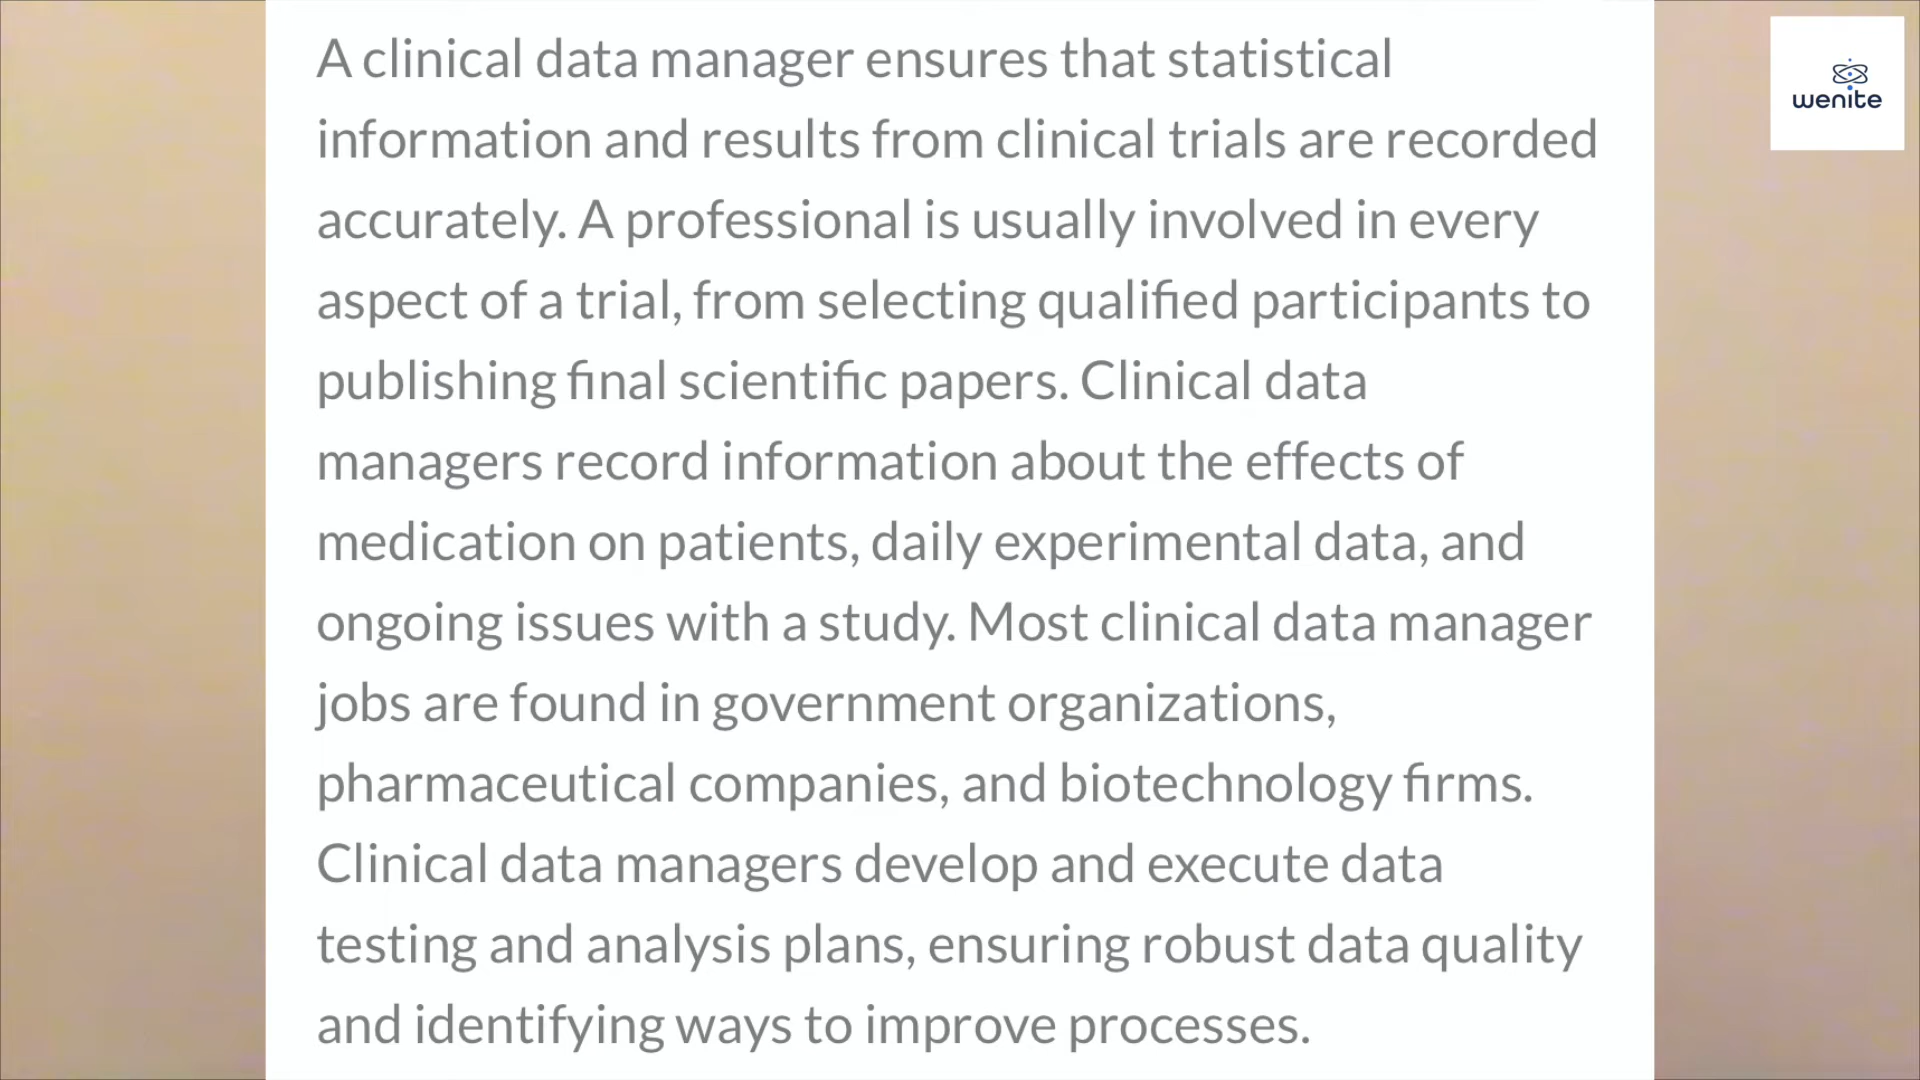 A clinical data manager ensures that statistical
information and results from clinical trials are recorded
accurately. A professional is usually involved in every
aspect of a trial, from selecting qualified participants to
publishing final scientific papers. Clinical data
managers record information about the effects of
medication on patients, daily experimental data, and
ongoing issues with a study. Most clinical data manager
jobs are found in government organizations,
pharmaceutical companies, and biotechnology firms.
Clinical data managers develop and execute data
testing and analysis plans, ensuring robust data quality
and identifying ways to improve processes.
wenite